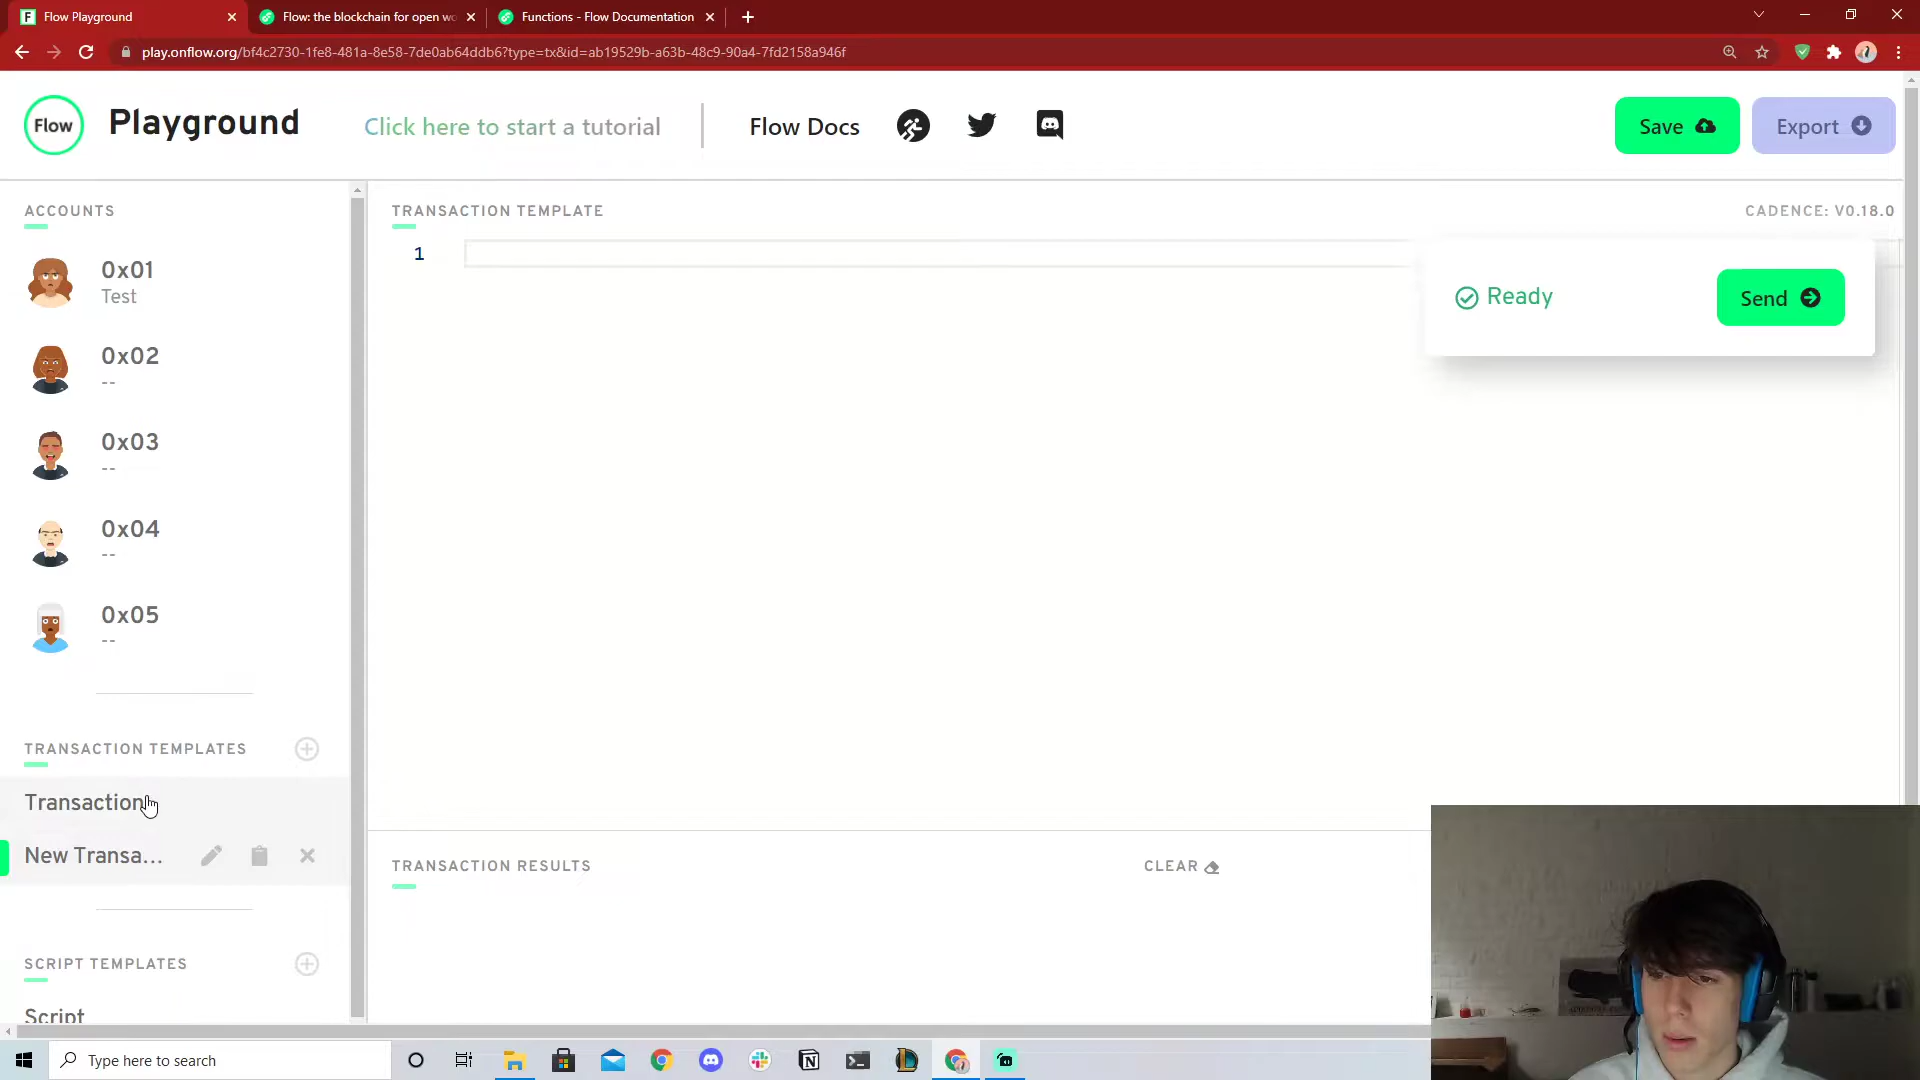 Flow Playground
Flow: the blockchain for open wo
Functions - Flow Documentation
play.onflow.org/bf4c2730-1fe8-481a-8e58-7de0ab64ddb6?type=tx&id=ab19529b-a63b-48c9-90a4-7fd2158a946f
Flow
Playground
Click here to start a tutorial
Flow Docs
Save
Export
ACCOUNTS
0x01
Test
0x02
--
0x03
--
0x04
--
0x05
--
TRANSACTION TEMPLATES
Transaction
New Transa...
SCRIPT TEMPLATES
Script
TRANSACTION TEMPLATE
CADENCE: V0.18.0
1
Ready
Send
TRANSACTION RESULTS
CLEAR
Type here to search